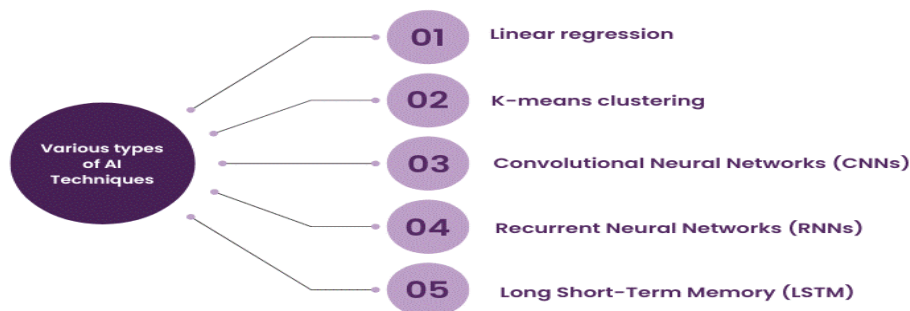 Various types
of AI
Techniques
01
Linear regression
02
K-means clustering
03
Convolutional Neural Networks (CNNs)
04
Recurrent Neural Networks (RNNs)
05
Long Short-Term Memory (LSTM)